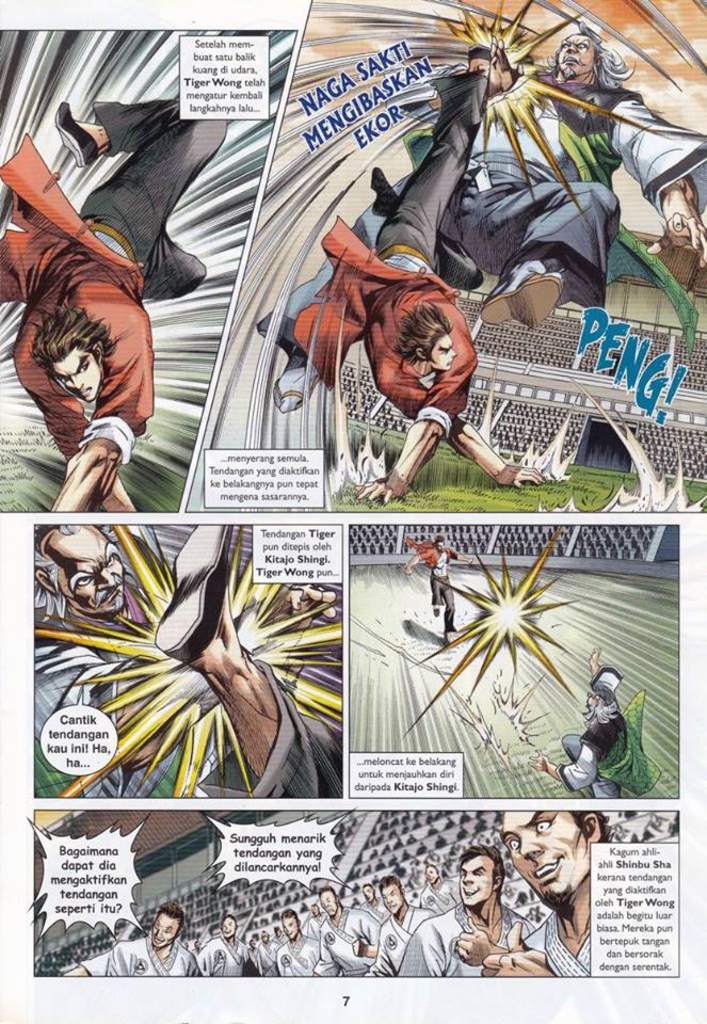 Setelah mem-
buat satu balik
kuang di udara,
Tiger Wong telah
mengatur kembali
langkahnya lalu...
NAGA SAKTI
MENGIBASKAN
EKOR
PENG!
...menyerang semula.
Tendangan yang diaktifkan
ke belakangnya pun tepat
mengena sasarannya.
Tendangan Tiger
pun ditepis oleh
Kitajo Shingi.
Tiger Wong pun...
Cantik
tendangan
kau ini! Ha,
ha...
...meloncat ke belakang
untuk menjauhkan diri
daripada Kitajo Shingi.
Bagaimana
dapat dia
mengaktifkan
tendangan
seperti itu?
Sungguh menarik
tendangan yang
dilancarkannya!
Kagum ahli-
ahli Shinbu Sha
kerana tendangan
yang diaktifkan
oleh Tiger Wong
adalah begitu luar
biasa. Mereka pun
bertepuk tangan
dan bersorak
dengan serentak.
7